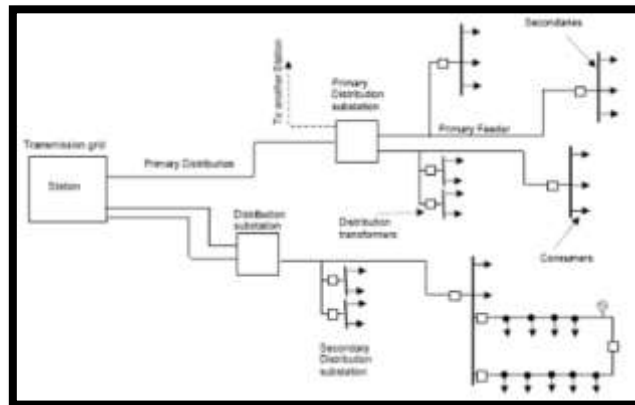 Secondaries
To another Station
Primary
Distribution
substation
Transmission grid
Primary Feeder
Primary Distribution
Station
Distribution
substation
Distribution
transformers
Consumers
Secondary
Distribution
substation